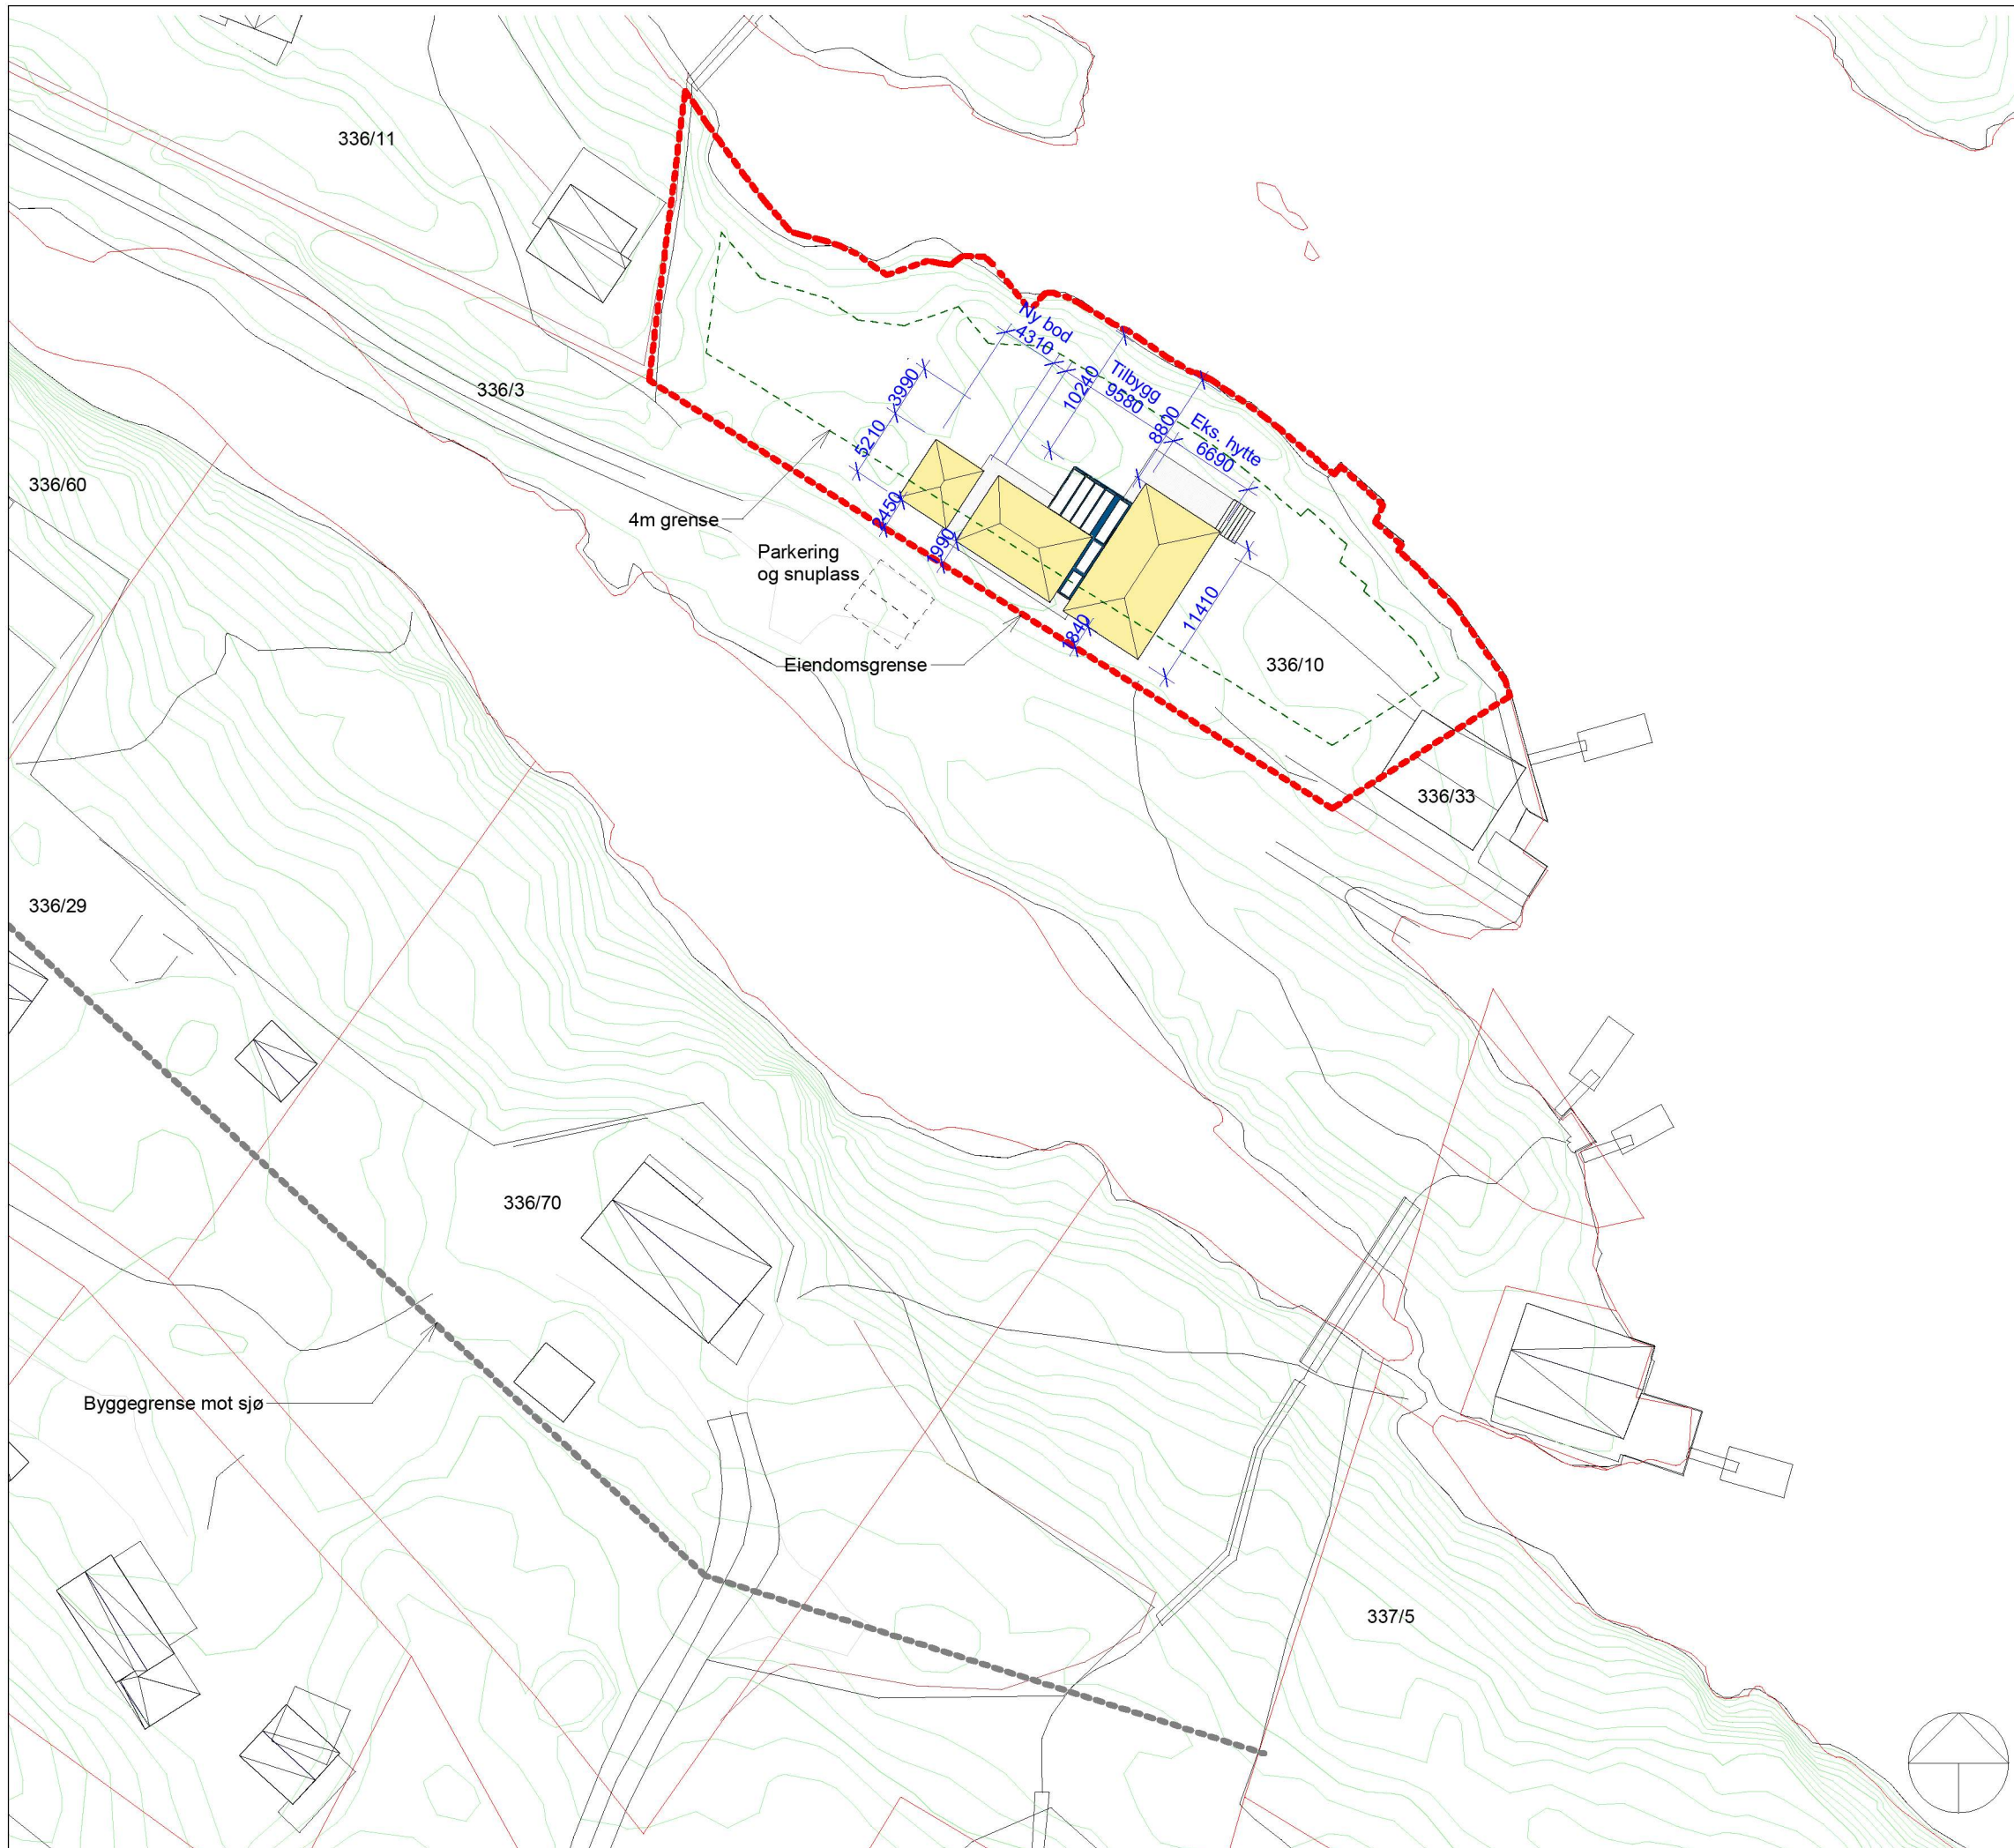 336/11
336/3
336/60
Ny bod
4310
Tilbygg
9580
Eks. hytte
6690
10240
8800
3990
5210
2450
1990
1840
11410
4m grense
Parkering
og snuplass
Eiendomsgrense
336/10
336/33
336/29
336/70
Byggegrense mot sjø
337/5